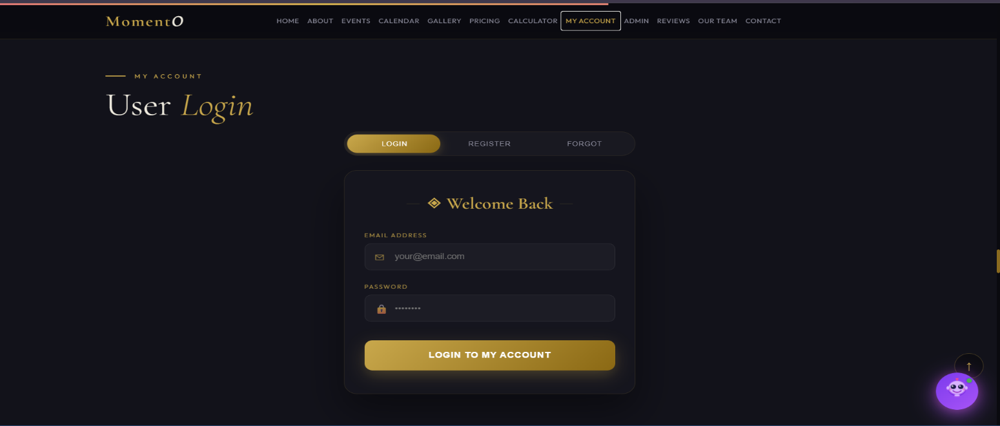 MomentO
HOME ABOUT EVENTS CALENDAR GALLERY PRICING CALCULATOR MY ACCOUNT ADMIN REVIEWS OUR TEAM CONTACT
MY ACCOUNT
User Login
LOGIN REGISTER FORGOT
Welcome Back
EMAIL ADDRESS
your@email.com
PASSWORD
••••••••
LOGIN TO MY ACCOUNT
↑